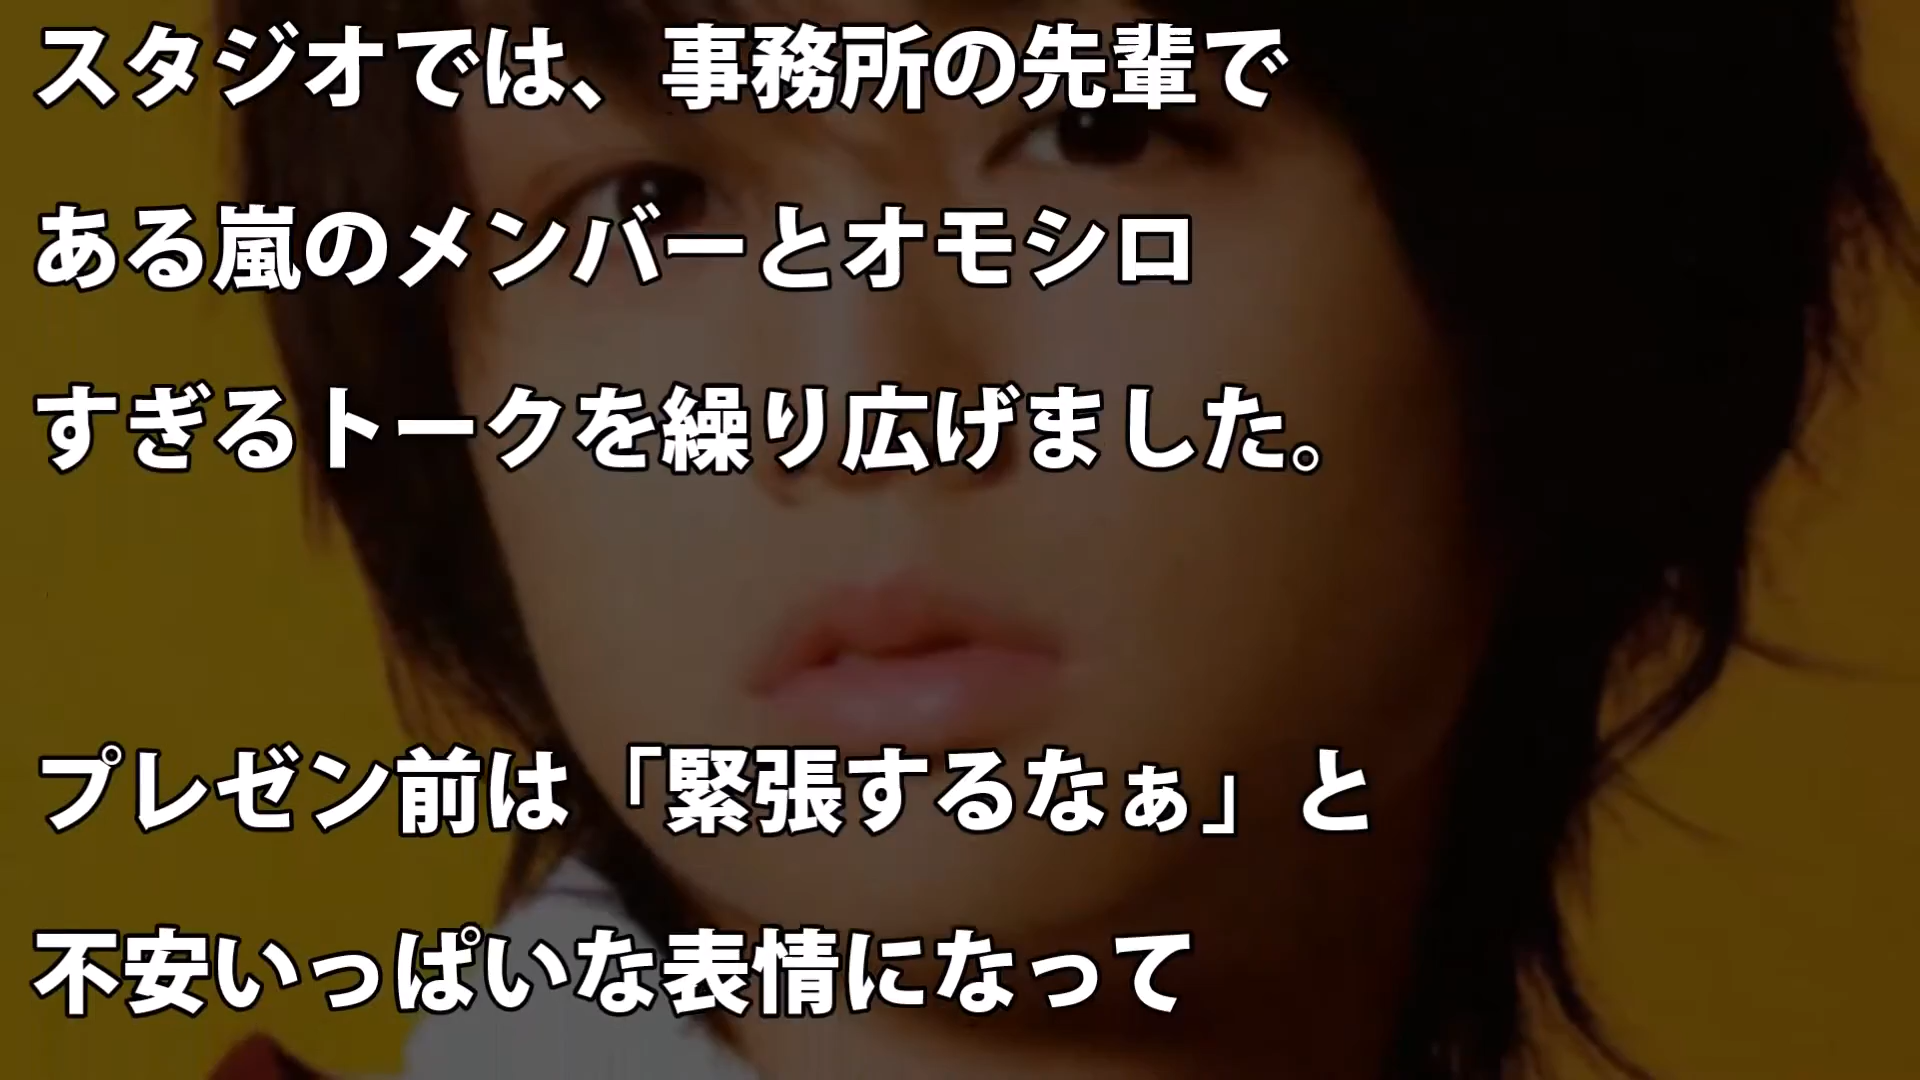 スタジオでは、事務所の先輩で
ある嵐のメンバーとオモシロ
すぎるトークを繰り広げました。
プレゼン前は「緊張するなぁ」と
不安いっぱいな表情になって